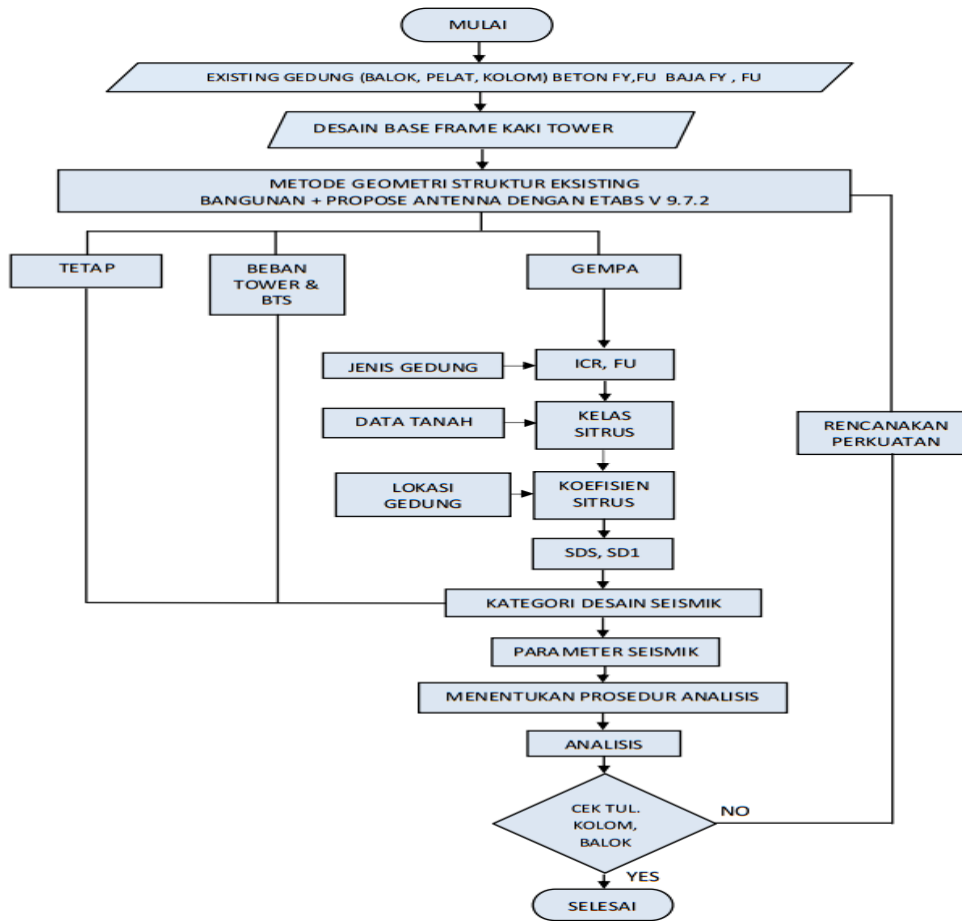 MULAI
EXISTING GEDUNG (BALOK, PELAT, KOLOM) BETON FY,FU BAJA FY , FU
DESAIN BASE FRAME KAKI TOWER
METODE GEOMETRI STRUKTUR EKSISTING
BANGUNAN + PROPOSE ANTENNA DENGAN ETABS V 9.7.2
TETAP
BEBAN
TOWER &
BTS
GEMPA
JENIS GEDUNG
ICR, FU
DATA TANAH
KELAS
SITRUS
RENCANAKAN
PERKUATAN
LOKASI
GEDUNG
KOEFISIEN
SITRUS
SDS, SD1
KATEGORI DESAIN SEISMIK
PARAMETER SEISMIK
MENENTUKAN PROSEDUR ANALISIS
ANALISIS
CEK TUL.
KOLOM,
BALOK
NO
YES
SELESAI